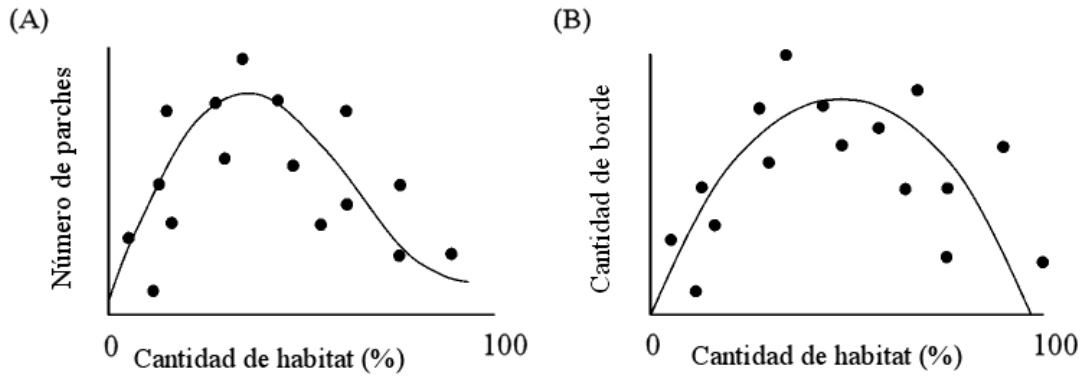 (A)
Número de parches
0
100
Cantidad de habitat (%)
(B)
Cantidad de borde
0
100
Cantidad de habitat (%)